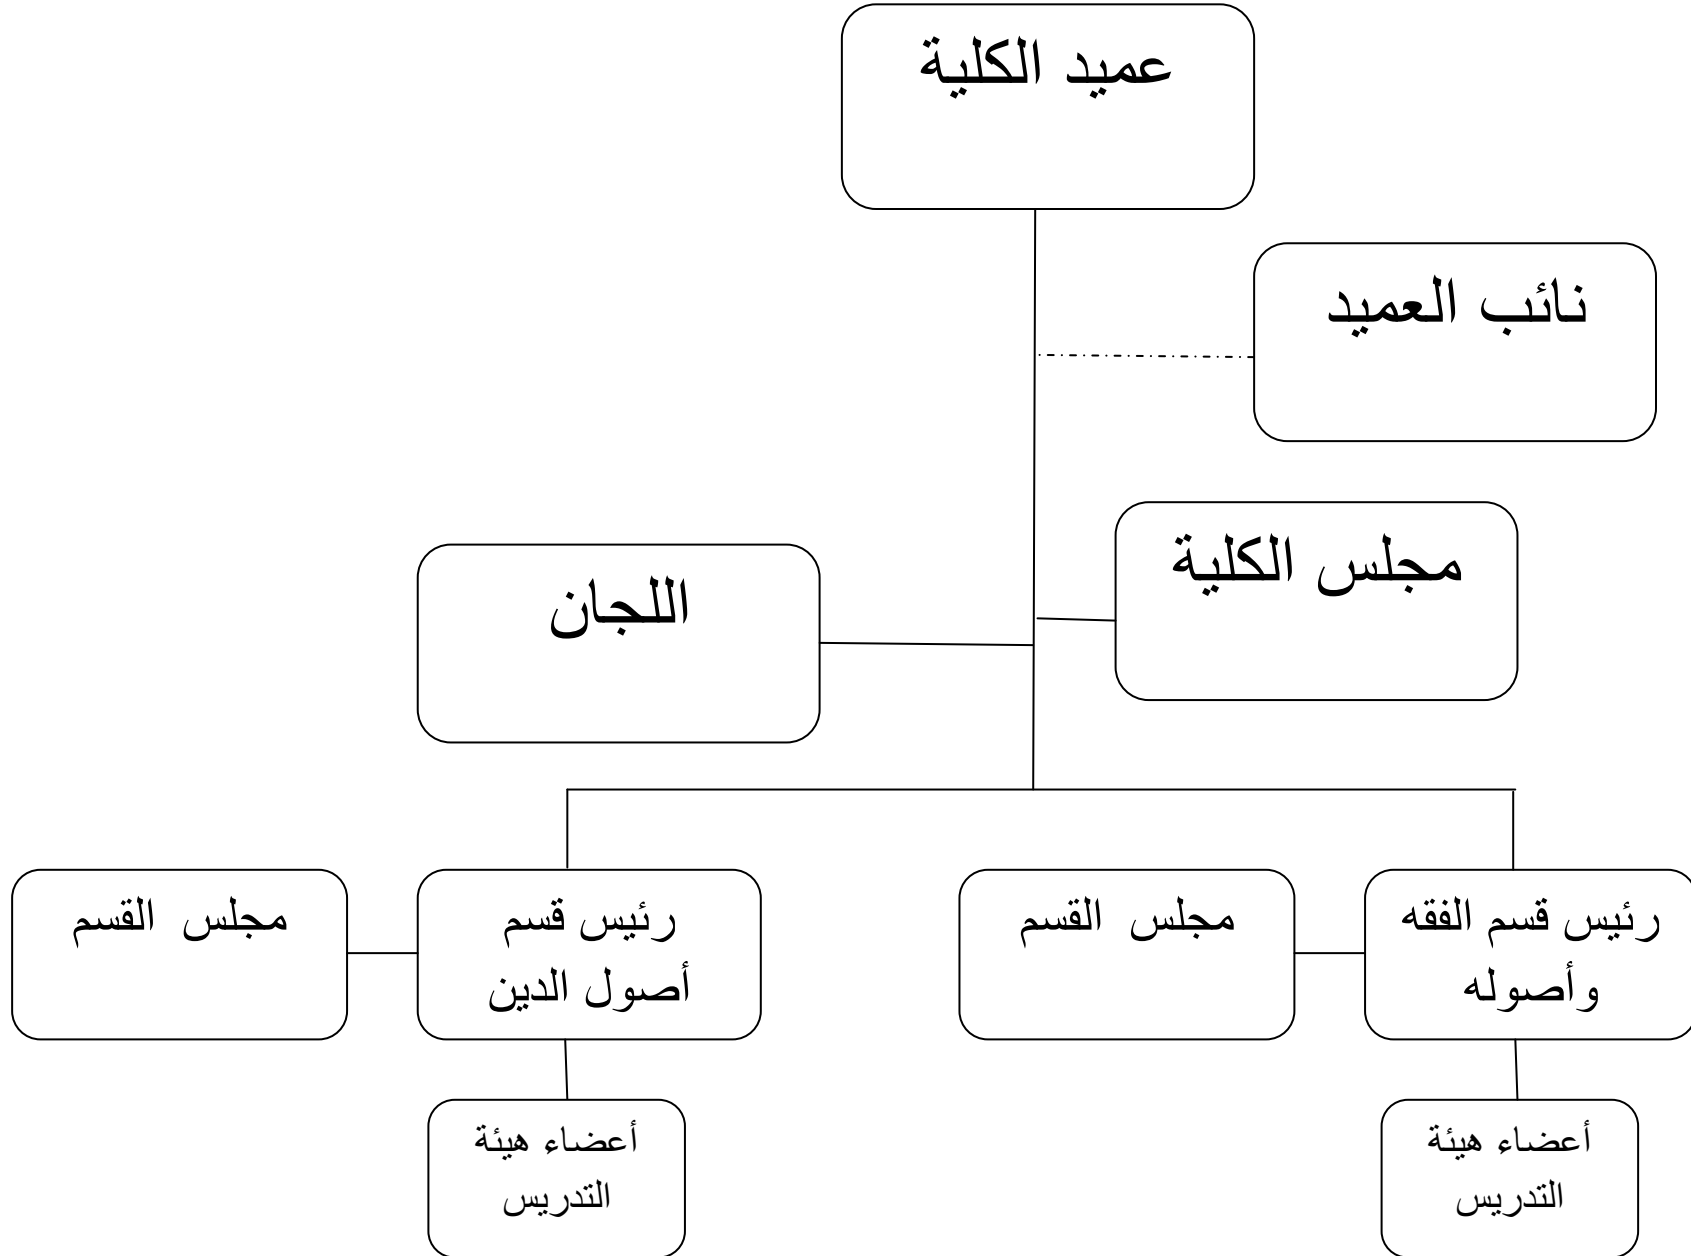 عميد الكلية
نائب العميد
مجلس الكلية
اللجان
رئيس قسم الفقه
وأصوله
مجلس القسم
رئيس قسم
أصول الدين
مجلس القسم
أعضاء هيئة
التدريس
أعضاء هيئة
التدريس